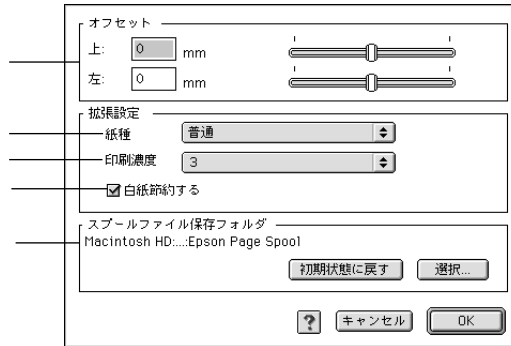 オフセット
上: 0 mm
左: 0 mm
拡張設定
紙種 普通
印刷濃度 3
白紙節約する
スプールファイル保存フォルダ
Macintosh HD:...:Epson Page Spool
初期状態に戻す 選択...
? キャンセル OK